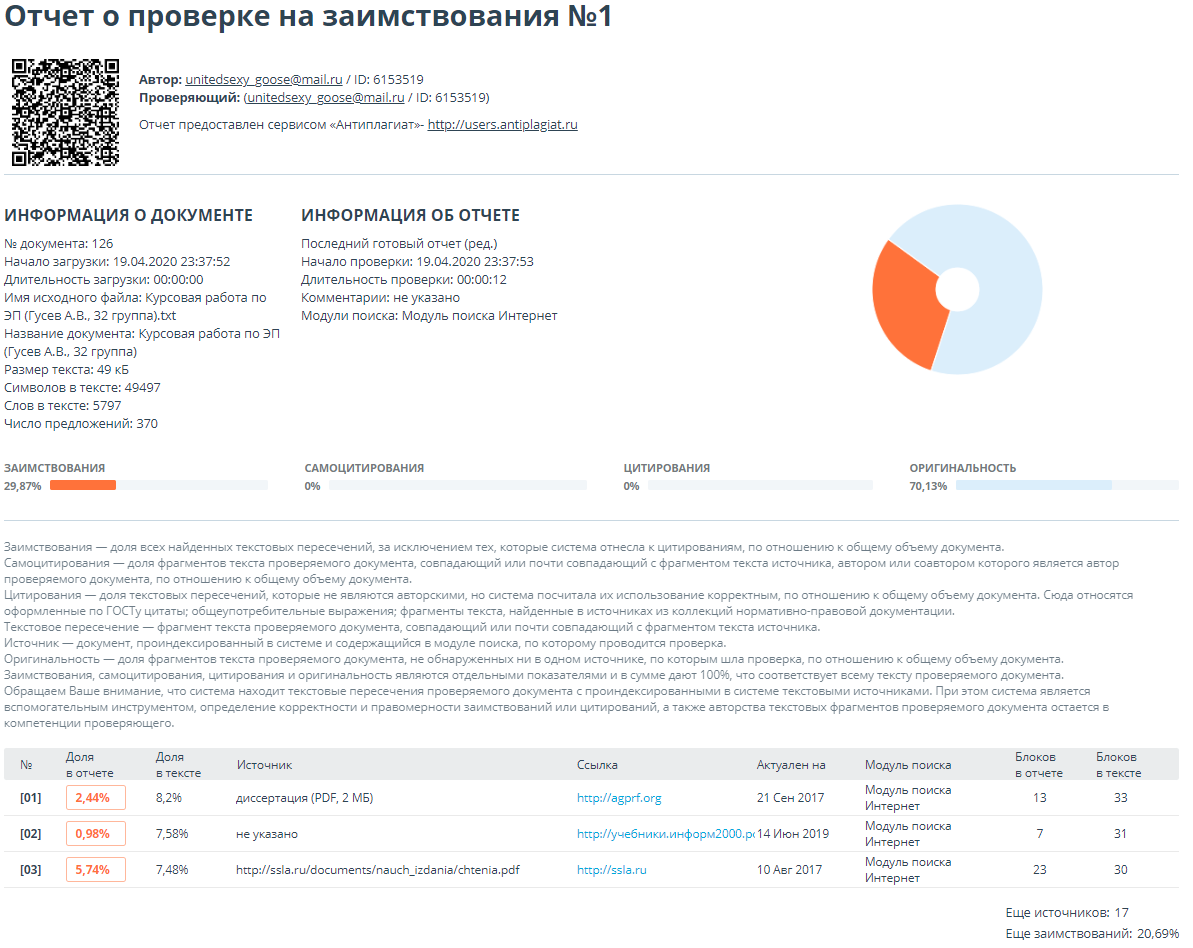 Отчет о проверке на заимствования №1
Автор: unitedsexy_goose@mail.ru / ID: 6153519
Проверяющий: (unitedsexy_goose@mail.ru / ID: 6153519)
Отчет предоставлен сервисом «Антиплагиат»- http://users.antiplagiat.ru
ИНФОРМАЦИЯ О ДОКУМЕНТЕ
№ документа: 126
Начало загрузки: 19.04.2020 23:37:52
Длительность загрузки: 00:00:00
Имя исходного файла: Курсовая работа по
ЭП (Гусев А.В., 32 группа).txt
Название документа: Курсовая работа по ЭП
(Гусев А.В., 32 группа)
Размер текста: 49 кБ
Символов в тексте: 49497
Слов в тексте: 5797
Число предложений: 370
ИНФОРМАЦИЯ ОБ ОТЧЕТЕ
Последний готовый отчет (ред.)
Начало проверки: 19.04.2020 23:37:53
Длительность проверки: 00:00:12
Комментарии: не указано
Модули поиска: Модуль поиска Интернет
ЗАИМСТВОВАНИЯ
29,87%
САМОЦИТИРОВАНИЯ
0%
ЦИТИРОВАНИЯ
0%
ОРИГИНАЛЬНОСТЬ
70,13%
Заимствования — доля всех найденных текстовых пересечений, за исключением тех, которые система отнесла к цитированиям, по отношению к общему объему документа.
Самоцитирования — доля фрагментов текста проверяемого документа, совпадающий или почти совпадающий с фрагментом текста источника, автором или соавтором которого является автор
проверяемого документа, по отношению к общему объему документа.
Цитирования — доля текстовых пересечений, которые не являются авторскими, но система посчитала их использование корректным, по отношению к общему объему документа. Сюда относятся
оформленные по ГОСТу цитаты; общеупотребительные выражения; фрагменты текста, найденные в источниках из коллекций нормативно-правовой документации.
Текстовое пересечение — фрагмент текста проверяемого документа, совпадающий или почти совпадающий с фрагментом текста источника.
Источник — документ, проиндексированный в системе и содержащийся в модуле поиска, по которому проводится проверка.
Оригинальность — доля фрагментов текста проверяемого документа, не обнаруженных ни в одном источнике, по которым шла проверка, по отношению к общему объему документа.
Заимствования, самоцитирования, цитирования и оригинальность являются отдельными показателями и в сумме дают 100%, что соответствует всему тексту проверяемого документа.
Обращаем Ваше внимание, что система находит текстовые пересечения проверяемого документа с проиндексированными в системе текстовыми источниками. При этом система является
вспомогательным инструментом, определение корректности и правомерности заимствований или цитирований, а также авторства текстовых фрагментов проверяемого документа остается в
компетенции проверяющего.
№ Доля в отчете Доля в тексте Источник Ссылка Актуален на Модуль поиска Блоков в отчете Блоков в тексте
[01] 2,44% 8,2% диссертация (PDF, 2 МБ) http://agprf.org 21 Сен 2017 Модуль поиска Интернет 13 33
[02] 0,98% 7,58% не указано http://учебники.информ2000.рс 14 Июн 2019 Модуль поиска Интернет 7 31
[03] 5,74% 7,48% http://ssla.ru/documents/nauch_izdania/chtenia.pdf http://ssla.ru 10 Авг 2017 Модуль поиска Интернет 23 30
Еще источников: 17
Еще заимствований: 20,69%